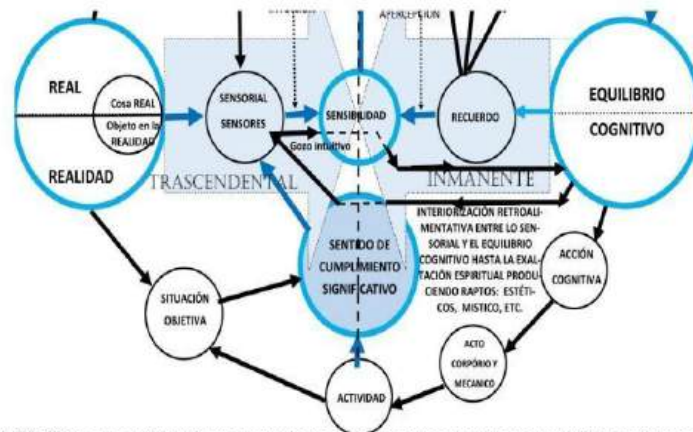 APERCEPCIÓN
REAL
Cosa REAL
Objeto en la
REALIDAD
REALIDAD
SENSORIAL
SENSORES
SENSIBILIDAD
RECUERDO
EQUILIBRIO
COGNITIVO
Gozo intuitivo
TRASCENDENTAL
INMANENTE
INTERIORIZACIÓN RETROALI-
MENTATIVA ENTRE LO SEN-
SORIAL Y EL EQUILIBRIO
COGNITIVO HASTA LA EXAL-
TACIÓN ESPIRITUAL PRODU-
CIENDO RAPTOS: ESTÉTI-
COS, MISTICO, ETC.
SENTIDO DE
CUMPLIMIENTO
SIGNIFICATIVO
SITUACIÓN
OBJETIVA
ACCIÓN
COGNITIVA
ACTO
CORPÓRIO Y
MECANICO
ACTIVIDAD